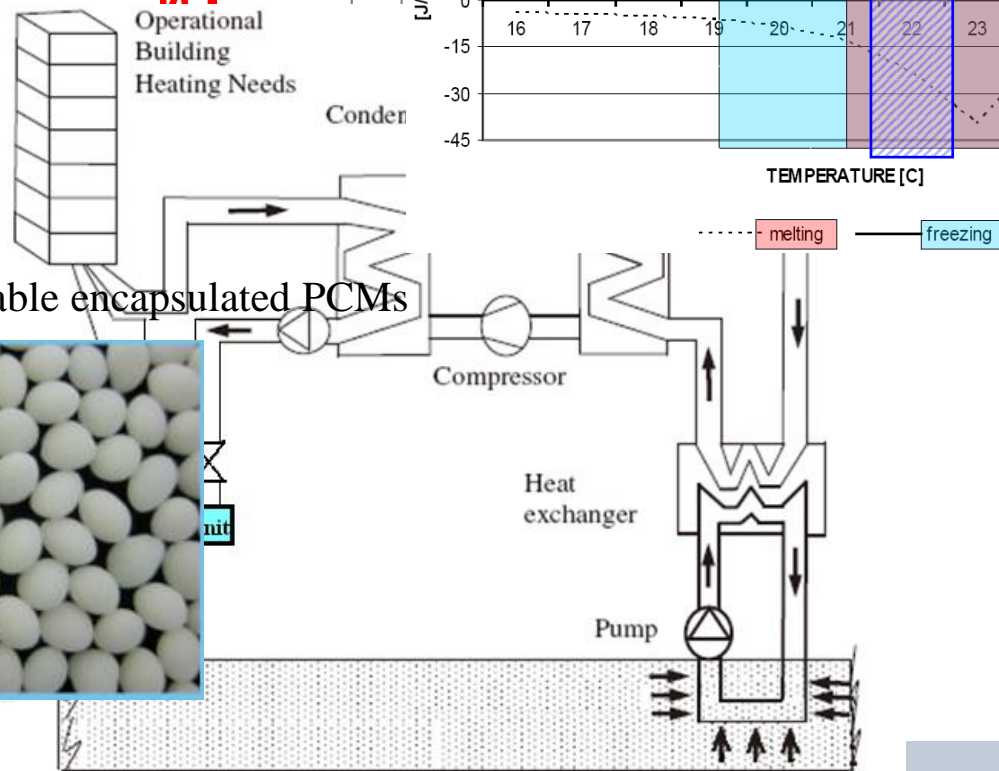 Operational
Building
Heating Needs
Conden
[J/
0
-15
-30
-45
16 17 18 19 20 21 22 23
TEMPERATURE [C]
melting freezing
able encapsulated PCMs
Compressor
Heat
exchanger
nit
Pump